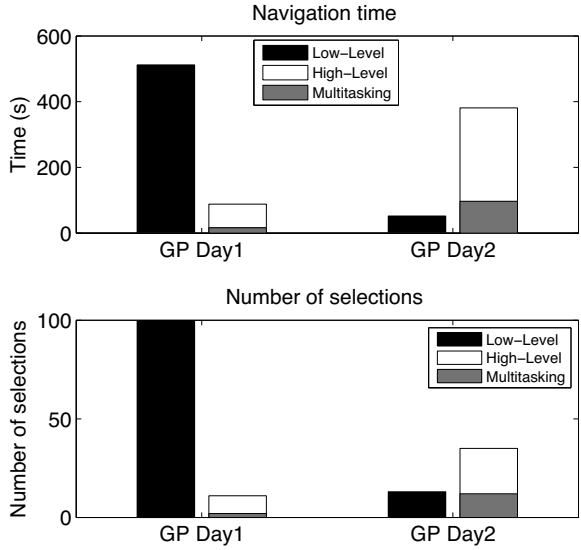 Navigation time
600
400
200
0
Time (s)
Low-Level
High-Level
Multitasking
GP Day1
GP Day2
Number of selections
100
50
0
Number of selections
Low-Level
High-Level
Multitasking
GP Day1
GP Day2